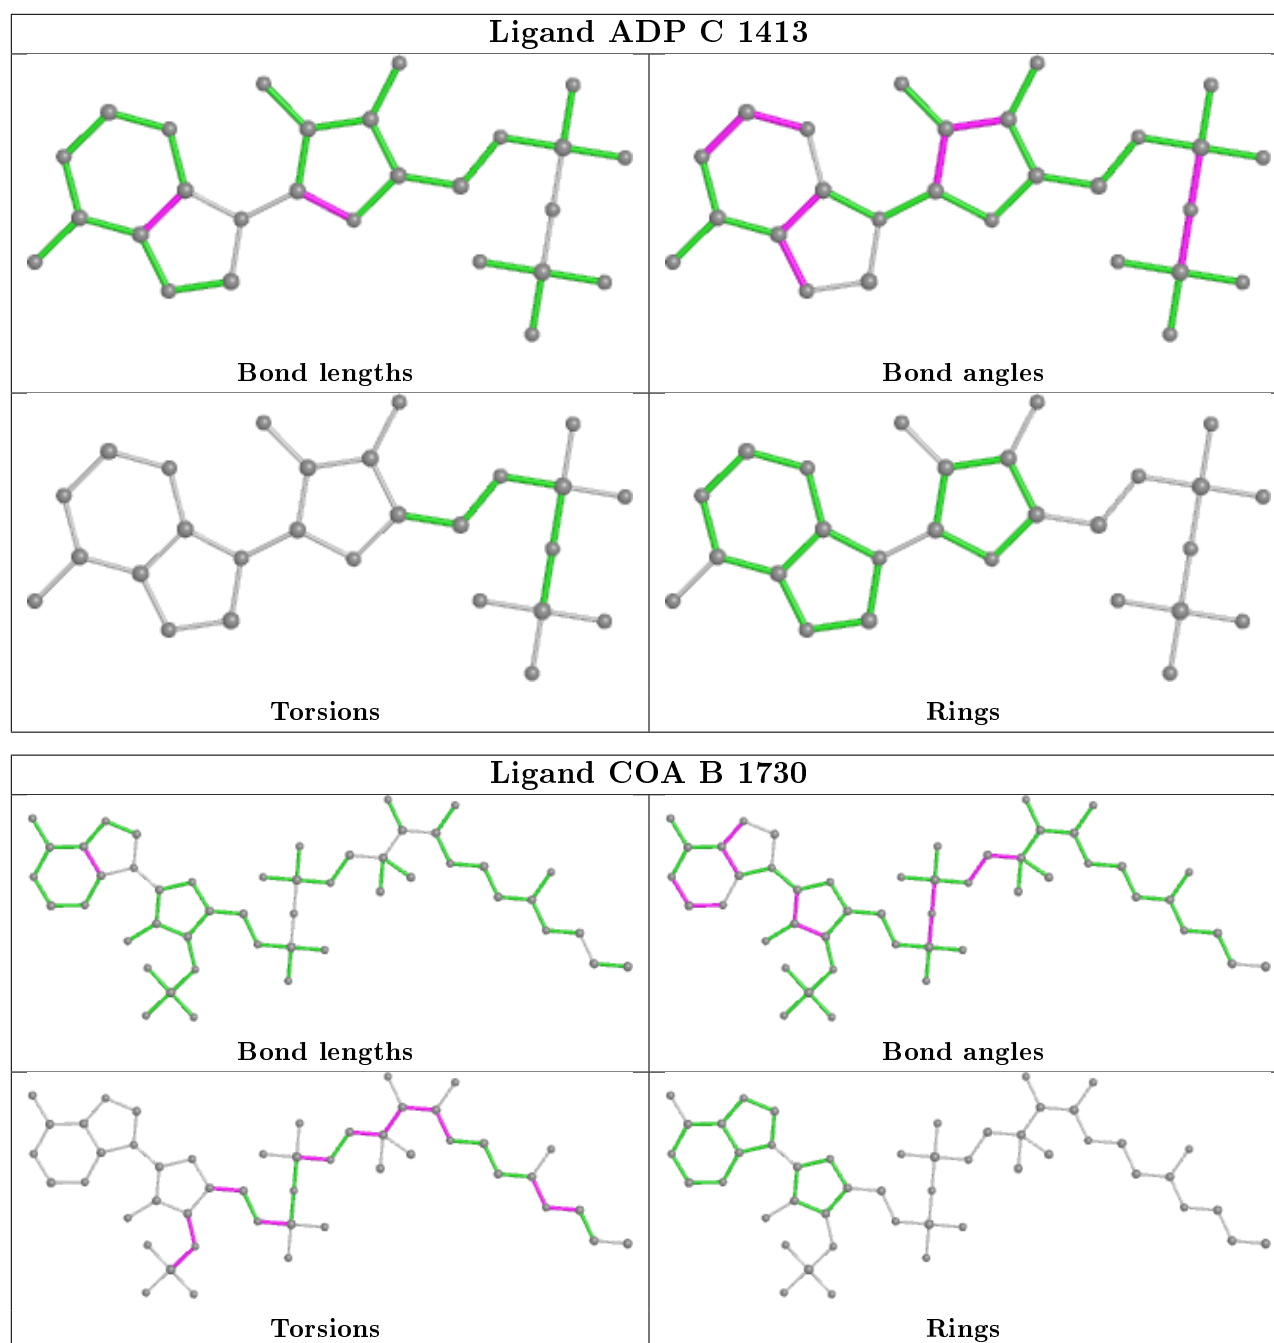 Ligand ADP C 1413
Bond lengths
Bond angles
Torsions
Rings
Ligand COA B 1730
Bond lengths
Bond angles
Torsions
Rings